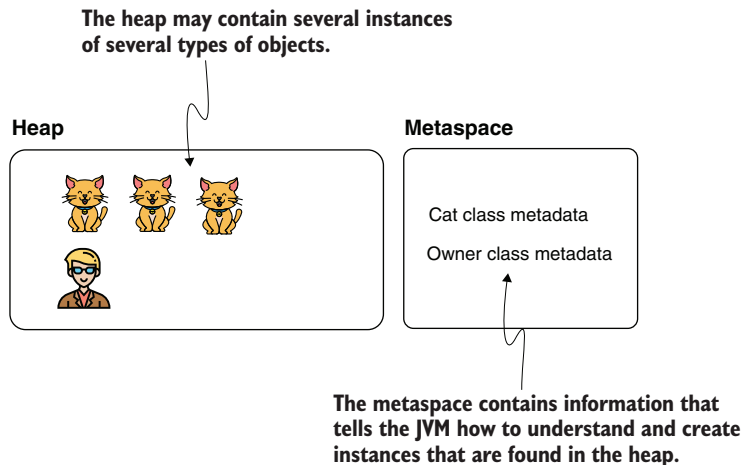 The heap may contain several instances
of several types of objects.
Heap
Metaspace
Cat class metadata
Owner class metadata
The metaspace contains information that
tells the JVM how to understand and create
instances that are found in the heap.